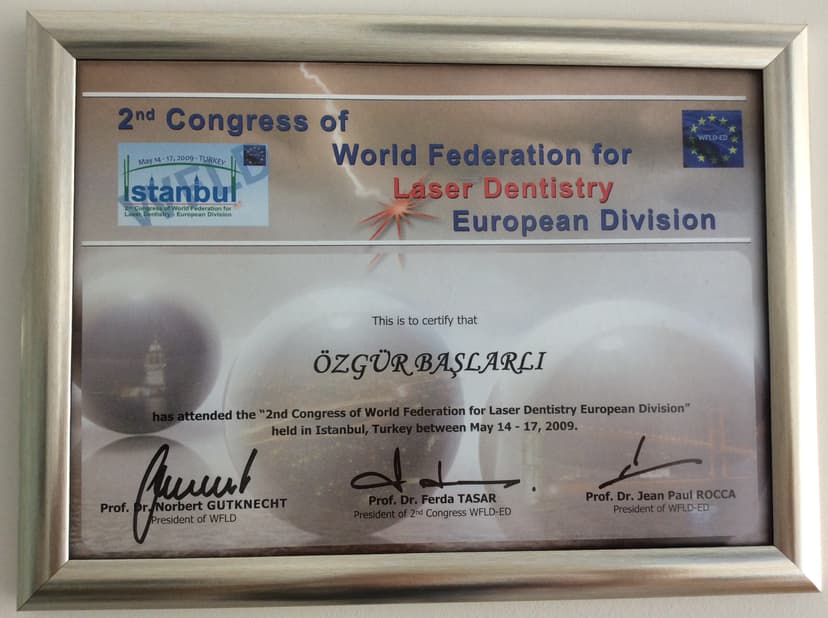 2nd Congress of
World Federation for
Laser Dentistry
European Division
WFLD-ED
May 14 - 17, 2009 - TURKEY
Istanbul
2nd Congress of World Federation for
Laser Dentistry - European Division
WFLD
This is to certify that
ÖZGÜR BAŞLARLI
has attended the "2nd Congress of World Federation for Laser Dentistry European Division"
held in Istanbul, Turkey between May 14 - 17, 2009.
Prof. Dr. Norbert GUTKNECHT
President of WFLD
Prof. Dr. Ferda TASAR
President of 2nd Congress WFLD-ED
Prof. Dr. Jean Paul ROCCA
President of WFLD-ED